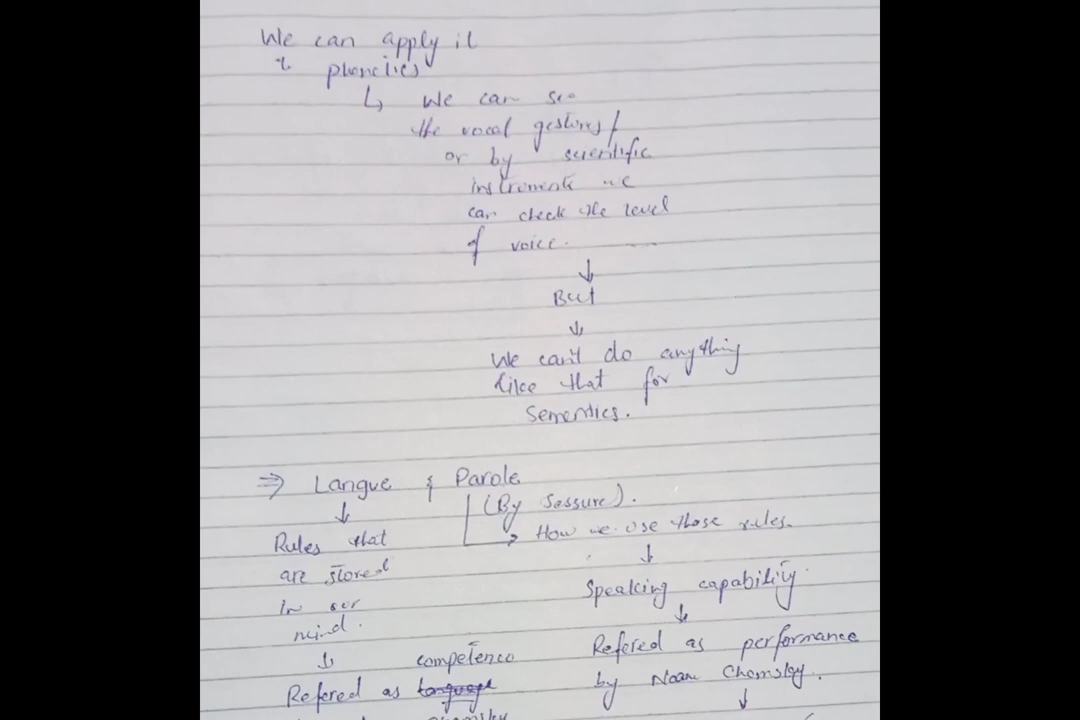 We can apply it
to phonetics
↳ We can see
the vocal gestures /
or by scientific
instruments we
can check the level
of voice.
↓
But
↓
We can't do anything
like that for
Sementics.
⇒ Langue & Parole
(By Sessure).
↓
Rules that
are stored
in our
mind.
↓
competence
Refered as language
Chomsky
→ How we use those rules.
↓
Speaking capability.
↓
Refered as performance
by Noam Chomsky.
↓